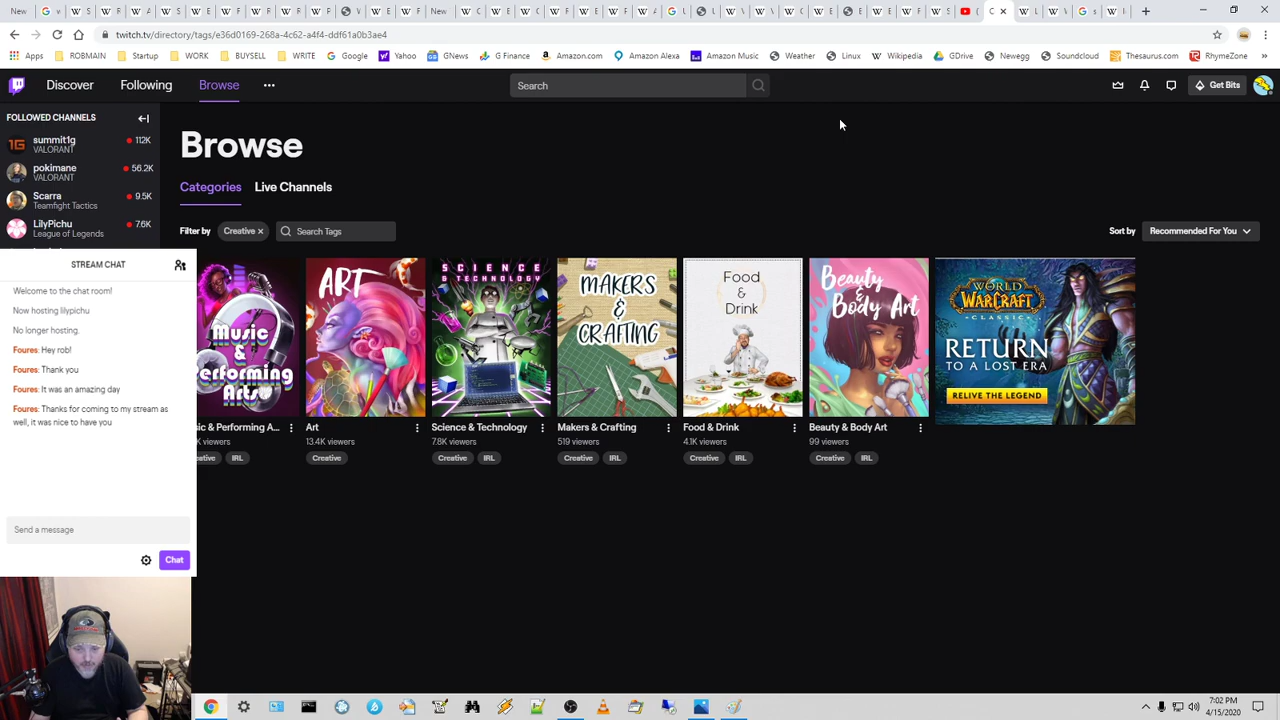 New
New
twitch.tv/directory/tags/e36d0169-268a-4c62-a4f4-ddf61a0b3ae4
Apps
ROBMAIN
Startup
WORK
BUYSELL
WRITE
Google
Yahoo
GNews
G Finance
Amazon.com
Amazon Alexa
Amazon Music
Weather
Linux
Wikipedia
GDrive
Newegg
Soundcloud
Thesaurus.com
RhymeZone
»
Discover
Following
Browse
Search
Get Bits
FOLLOWED CHANNELS
summit1g
VALORANT
112K
pokimane
VALORANT
56.2K
Scarra
Teamfight Tactics
9.5K
LilyPichu
League of Legends
7.6K
Browse
Categories
Live Channels
Filter by
Creative ×
Search Tags
Sort by
Recommended For You
STREAM CHAT
Welcome to the chat room!
Now hosting lilypichu
No longer hosting.
Foures: Hey rob!
Foures: Thank you
Foures: It was an amazing day
Foures: Thanks for coming to my stream as
well, it was nice to have you
Send a message
Chat
Music
&
Performing
Arts
ic & Performing A...
K viewers
ative
IRL
ART
Art
13.4K viewers
Creative
SCIENCE
& TECHNOLOGY
Science & Technology
7.8K viewers
Creative
IRL
MAKERS
&
CRAFTING
Makers & Crafting
519 viewers
Creative
IRL
Food
&
Drink
Food & Drink
4.1K viewers
Creative
IRL
Beauty
&
Body Art
Beauty & Body Art
99 viewers
Creative
IRL
WORLD
OF
WARCRAFT
CLASSIC
RETURN
TO A LOST ERA
RELIVE THE LEGEND
7:02 PM
4/15/2020